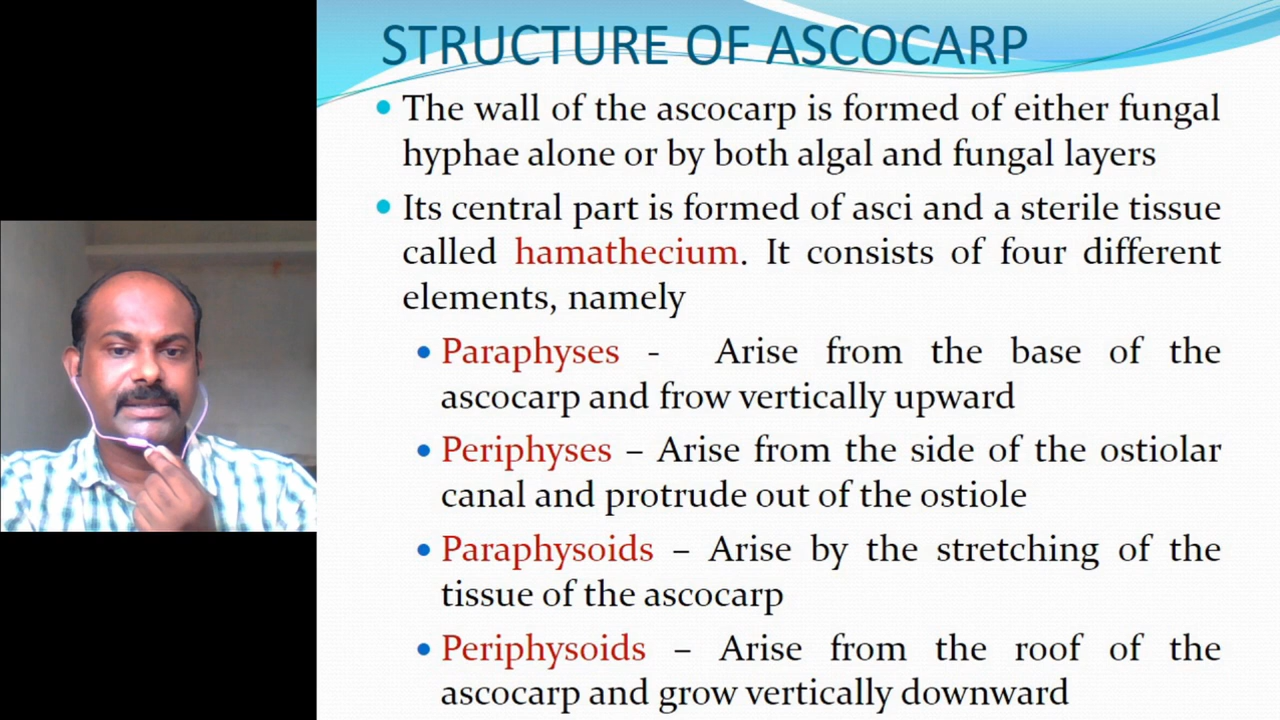 STRUCTURE OF ASCOCARP
• The wall of the ascocarp is formed of either fungal
hyphae alone or by both algal and fungal layers
• Its central part is formed of asci and a sterile tissue
called hamathecium. It consists of four different
elements, namely
• Paraphyses - Arise from the base of the
ascocarp and frow vertically upward
• Periphyses – Arise from the side of the ostiolar
canal and protrude out of the ostiole
• Paraphysoids – Arise by the stretching of the
tissue of the ascocarp
• Periphysoids – Arise from the roof of the
ascocarp and grow vertically downward